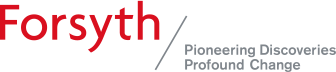 Forsyth
Pioneering Discoveries
Profound Change